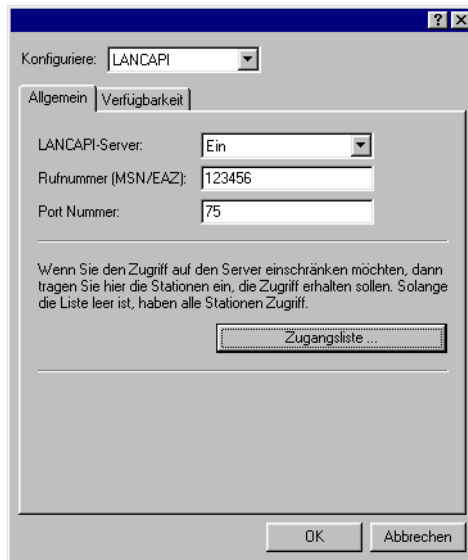 Konfiguriere: LANCAPI
Allgemein Verfügbarkeit
LANCAPI-Server: Ein
Rufnummer (MSN/EAZ): 123456
Port Nummer: 75
Wenn Sie den Zugriff auf den Server einschränken möchten, dann
tragen Sie hier die Stationen ein, die Zugriff erhalten sollen. Solange
die Liste leer ist, haben alle Stationen Zugriff.
Zugangsliste ...
OK Abbrechen